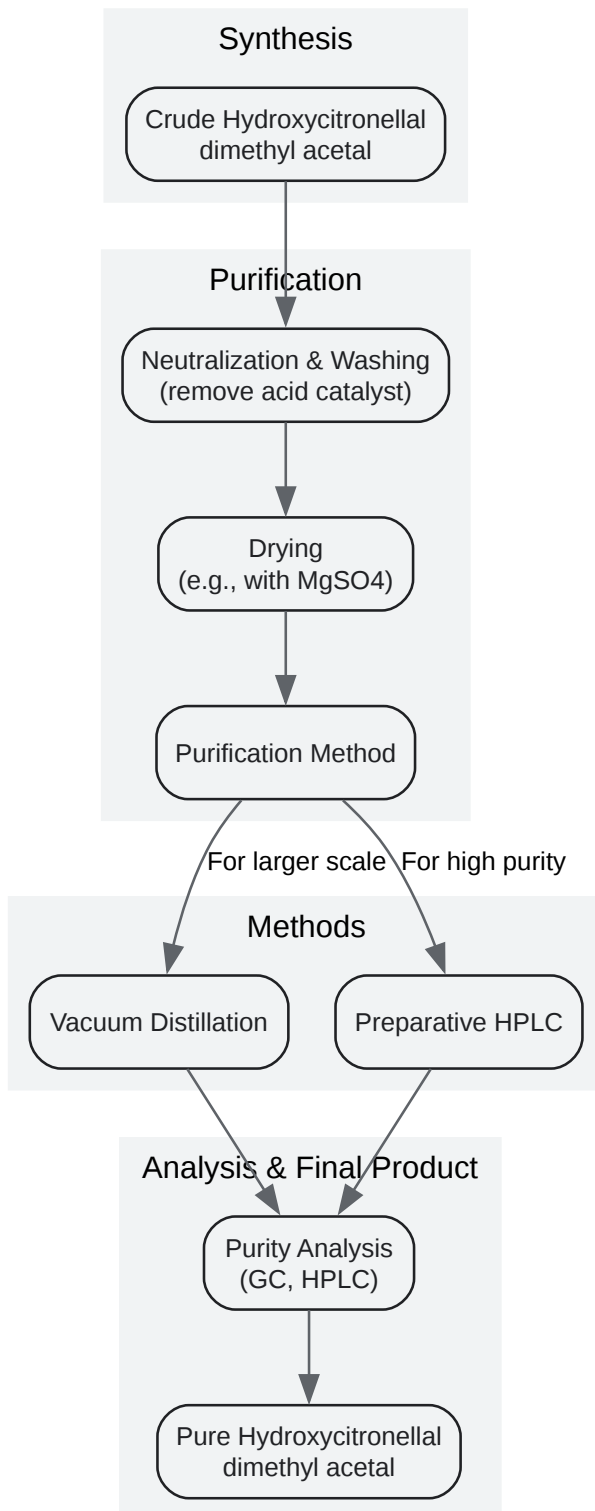 Synthesis
Crude Hydroxycitronellal
dimethyl acetal
Purification
Neutralization & Washing
(remove acid catalyst)
Drying
(e.g., with MgSO4)
Purification Method
For larger scale
For high purity
Methods
Vacuum Distillation
Preparative HPLC
Analysis & Final Product
Purity Analysis
(GC, HPLC)
Pure Hydroxycitronellal
dimethyl acetal